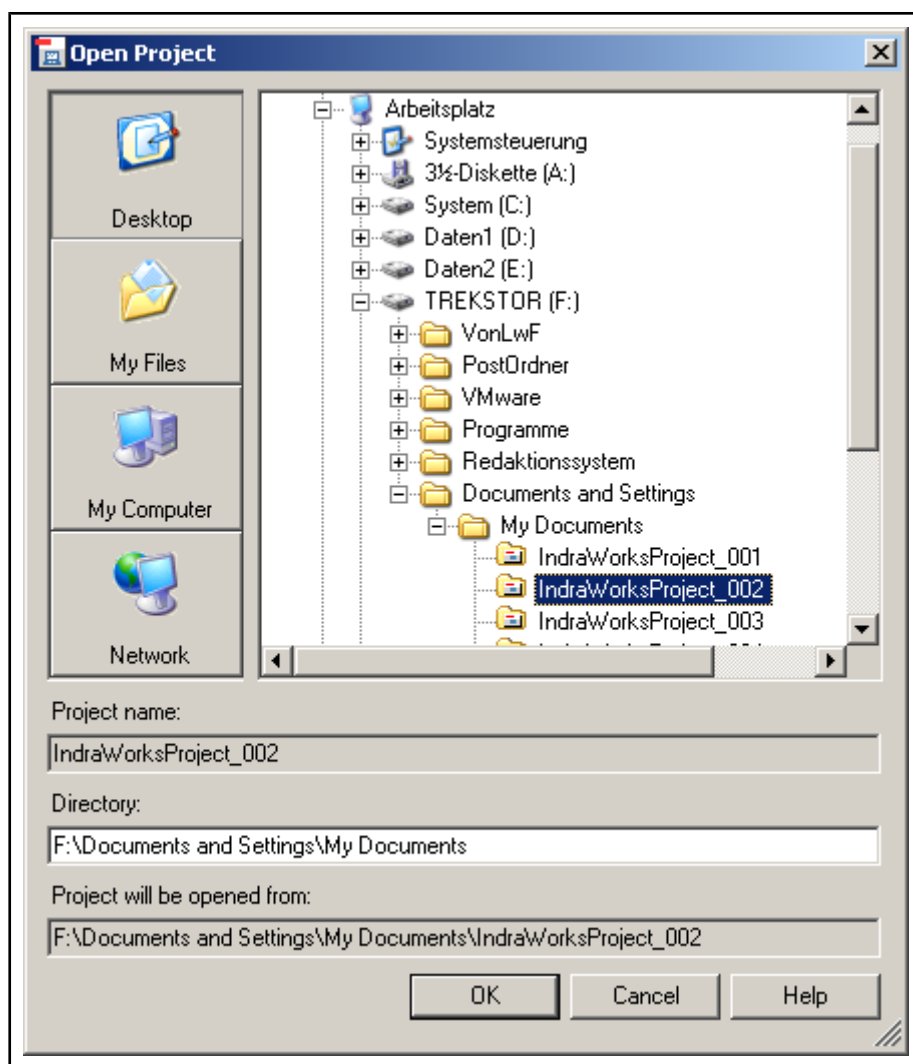 Open Project
Desktop
My Files
My Computer
Network
Arbeitsplatz
Systemsteuerung
3½-Diskette (A:)
System (C:)
Daten1 (D:)
Daten2 (E:)
TREKSTOR (F:)
VonLwF
PostOrdner
VMware
Programme
Redaktionssystem
Documents and Settings
My Documents
IndraWorksProject_001
IndraWorksProject_002
IndraWorksProject_003
Project name:
IndraWorksProject_002
Directory:
F:\Documents and Settings\My Documents
Project will be opened from:
F:\Documents and Settings\My Documents\IndraWorksProject_002
OK Cancel Help